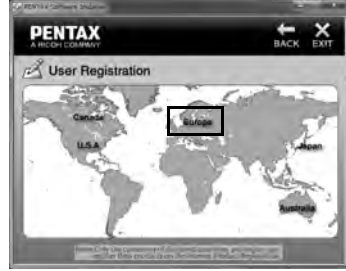 PENTAX Software Installer
PENTAX
A RICOH COMPANY
BACK EXIT
User Registration
Canada
Europe
U.S.A
Japan
Australia